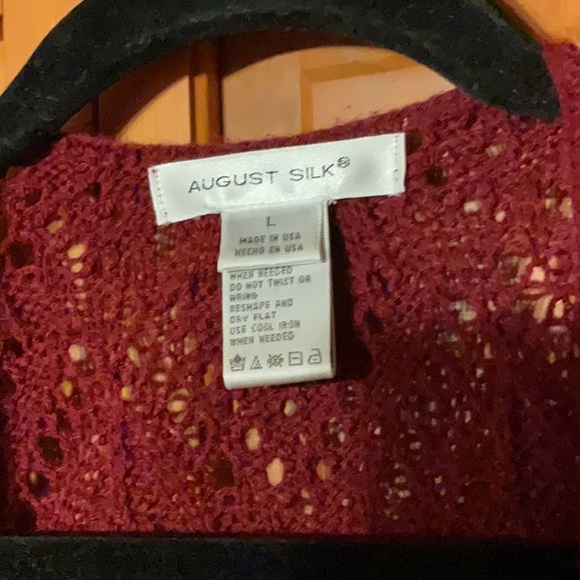 AUGUST SILK®
L
MADE IN USA
HECHO EN USA
WHEN NEEDED
DO NOT TWIST OR
WRING
RESHAPE AND
DRY FLAT
USE COOL IRON
WHEN NEEDED